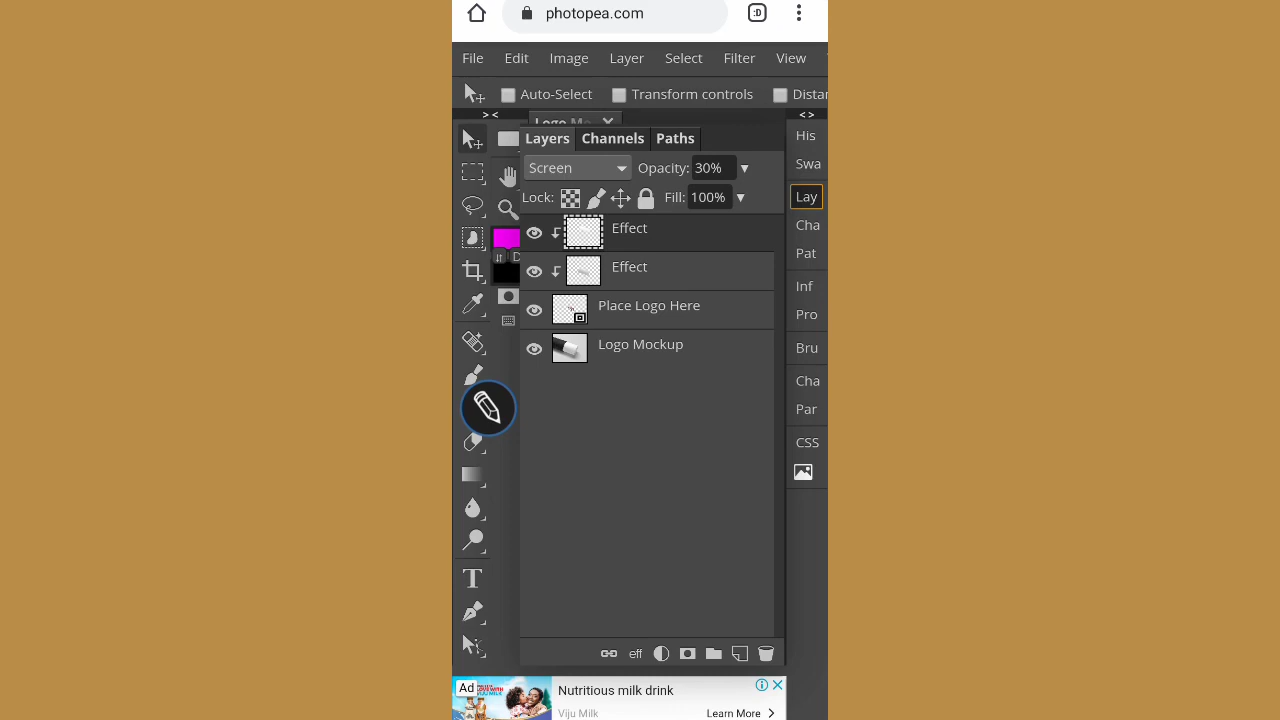 photopea.com
:D
File Edit Image Layer Select Filter View
Auto-Select Transform controls Distan
> < Logo Mo < >
Layers Channels Paths
His
Screen Opacity: 30%
Swa
Lock: Fill: 100%
Lay
Effect
Cha
D
Pat
Effect
Inf
Place Logo Here
Pro
Logo Mockup
Bru
Cha
Par
CSS
T
eff
Ad
Nutritious milk drink
Viju Milk Learn More